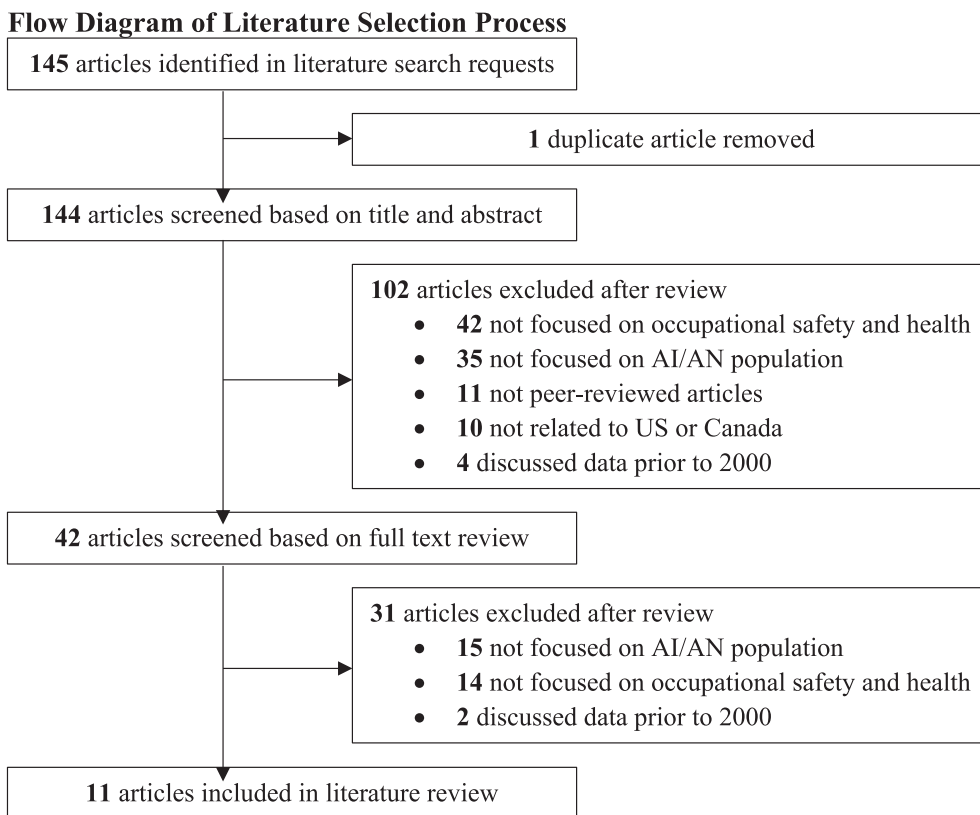 Flow Diagram of Literature Selection Process
145 articles identified in literature search requests
1 duplicate article removed
144 articles screened based on title and abstract
102 articles excluded after review
• 42 not focused on occupational safety and health
• 35 not focused on AI/AN population
• 11 not peer-reviewed articles
• 10 not related to US or Canada
• 4 discussed data prior to 2000
42 articles screened based on full text review
31 articles excluded after review
• 15 not focused on AI/AN population
• 14 not focused on occupational safety and health
• 2 discussed data prior to 2000
11 articles included in literature review